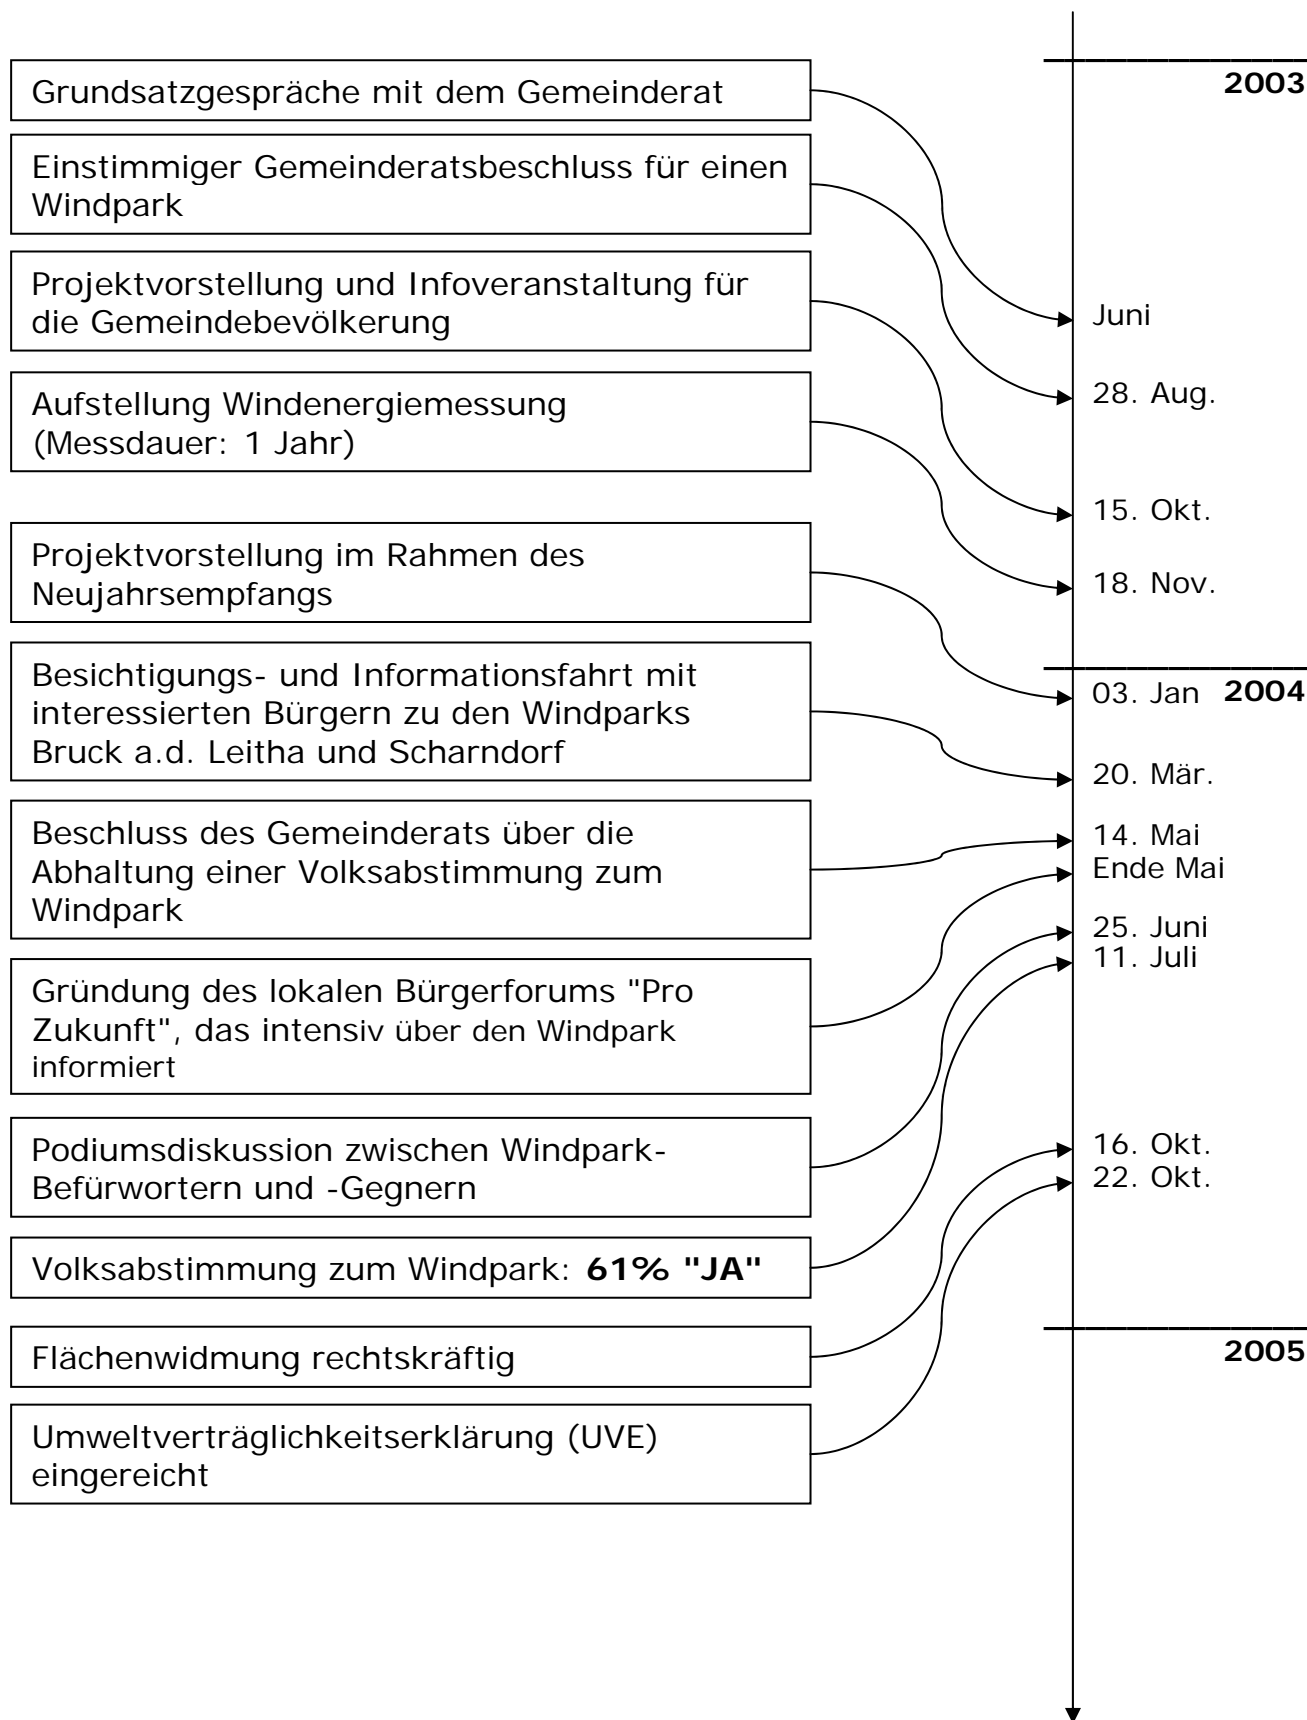 2003
Grundsatzgespräche mit dem Gemeinderat
Einstimmiger Gemeinderatsbeschluss für einen
Windpark
Projektvorstellung und Infoveranstaltung für
die Gemeindebevölkerung
Juni
Aufstellung Windenergiemessung
(Messdauer: 1 Jahr)
28. Aug.
15. Okt.
Projektvorstellung im Rahmen des
Neujahrsempfangs
18. Nov.
Besichtigungs- und Informationsfahrt mit
interessierten Bürgern zu den Windparks
Bruck a.d. Leitha und Scharndorf
03. Jan 2004
20. Mär.
Beschluss des Gemeinderats über die
Abhaltung einer Volksabstimmung zum
Windpark
14. Mai
Ende Mai
25. Juni
11. Juli
Gründung des lokalen Bürgerforums "Pro
Zukunft", das intensiv über den Windpark
informiert
Podiumsdiskussion zwischen Windpark-
Befürwortern und -Gegnern
16. Okt.
22. Okt.
Volksabstimmung zum Windpark: 61% "JA"
Flächenwidmung rechtskräftig
2005
Umweltverträglichkeitserklärung (UVE)
eingereicht